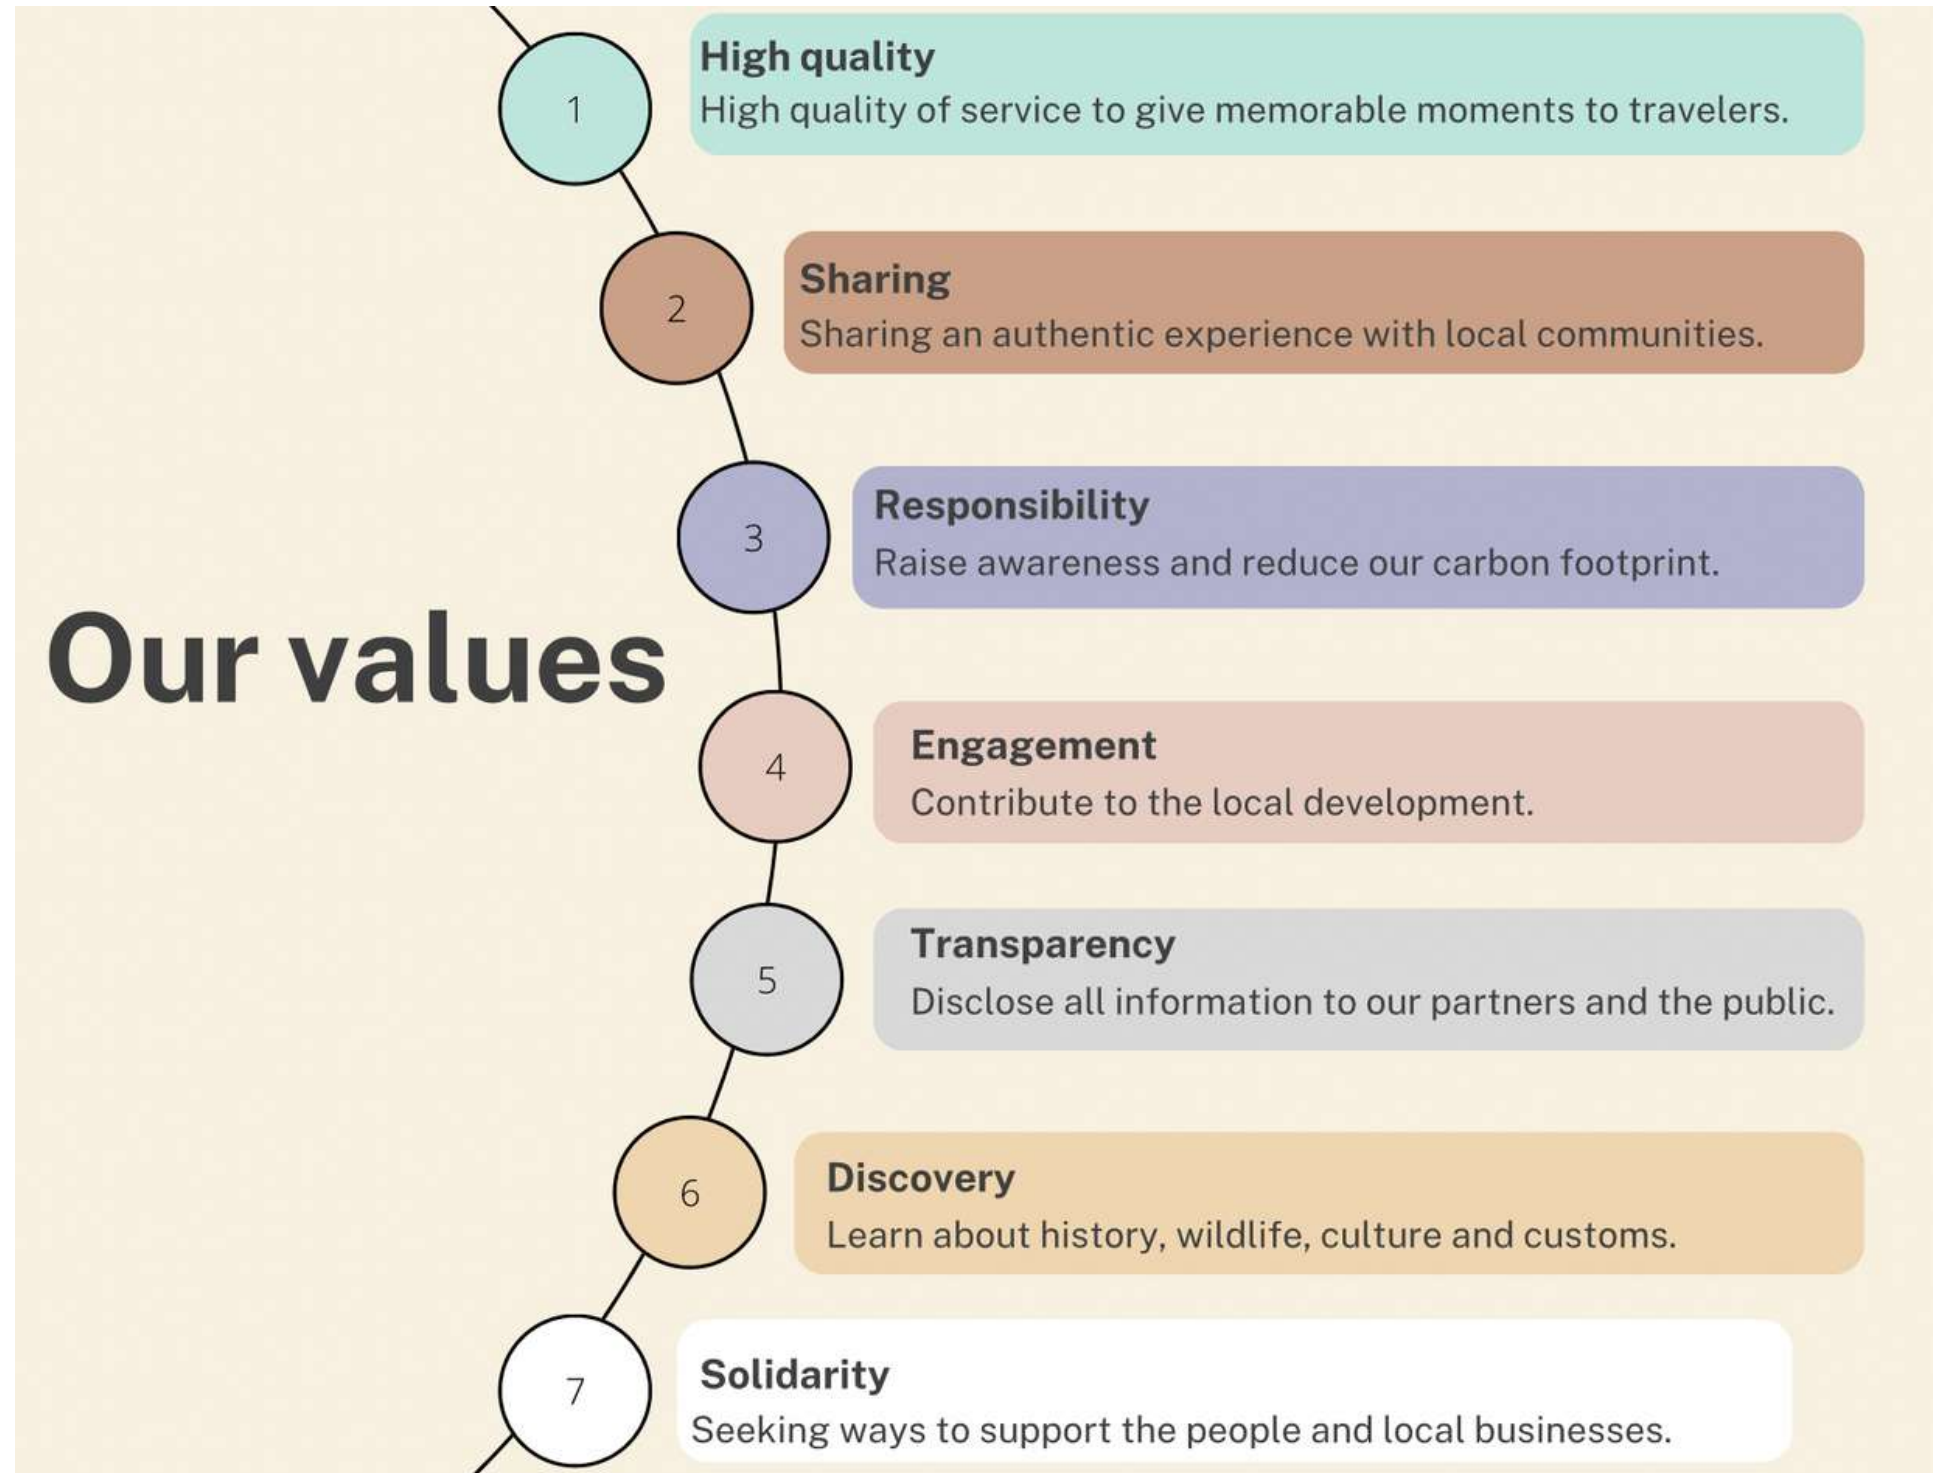 Our values
1
High quality
High quality of service to give memorable moments to travelers.
2
Sharing
Sharing an authentic experience with local communities.
3
Responsibility
Raise awareness and reduce our carbon footprint.
4
Engagement
Contribute to the local development.
5
Transparency
Disclose all information to our partners and the public.
6
Discovery
Learn about history, wildlife, culture and customs.
7
Solidarity
Seeking ways to support the people and local businesses.